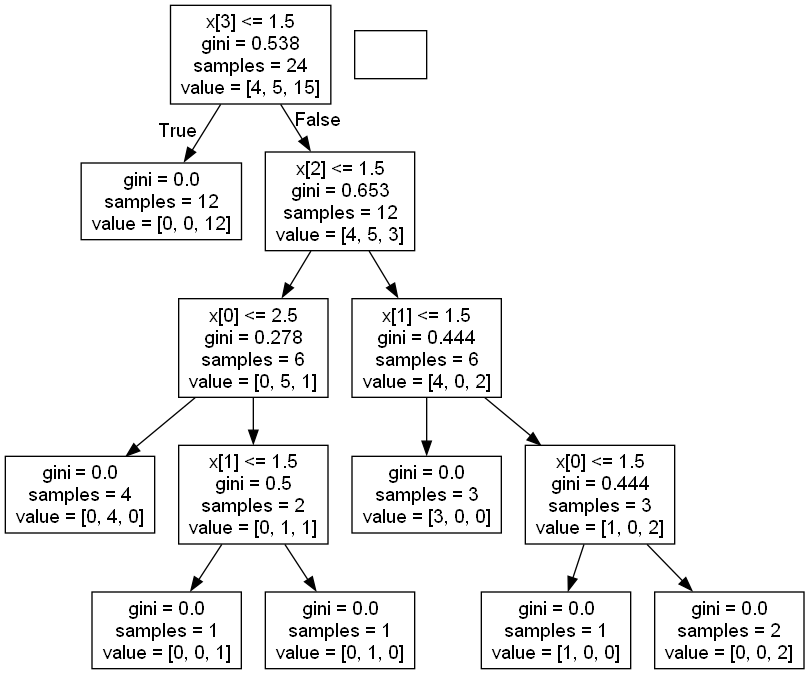 x[3] <= 1.5
gini = 0.538
samples = 24
value = [4, 5, 15]
True
False
gini = 0.0
samples = 12
value = [0, 0, 12]
x[2] <= 1.5
gini = 0.653
samples = 12
value = [4, 5, 3]
x[0] <= 2.5
gini = 0.278
samples = 6
value = [0, 5, 1]
x[1] <= 1.5
gini = 0.444
samples = 6
value = [4, 0, 2]
gini = 0.0
samples = 4
value = [0, 4, 0]
x[1] <= 1.5
gini = 0.5
samples = 2
value = [0, 1, 1]
gini = 0.0
samples = 3
value = [3, 0, 0]
x[0] <= 1.5
gini = 0.444
samples = 3
value = [1, 0, 2]
gini = 0.0
samples = 1
value = [0, 0, 1]
gini = 0.0
samples = 1
value = [0, 1, 0]
gini = 0.0
samples = 1
value = [1, 0, 0]
gini = 0.0
samples = 2
value = [0, 0, 2]